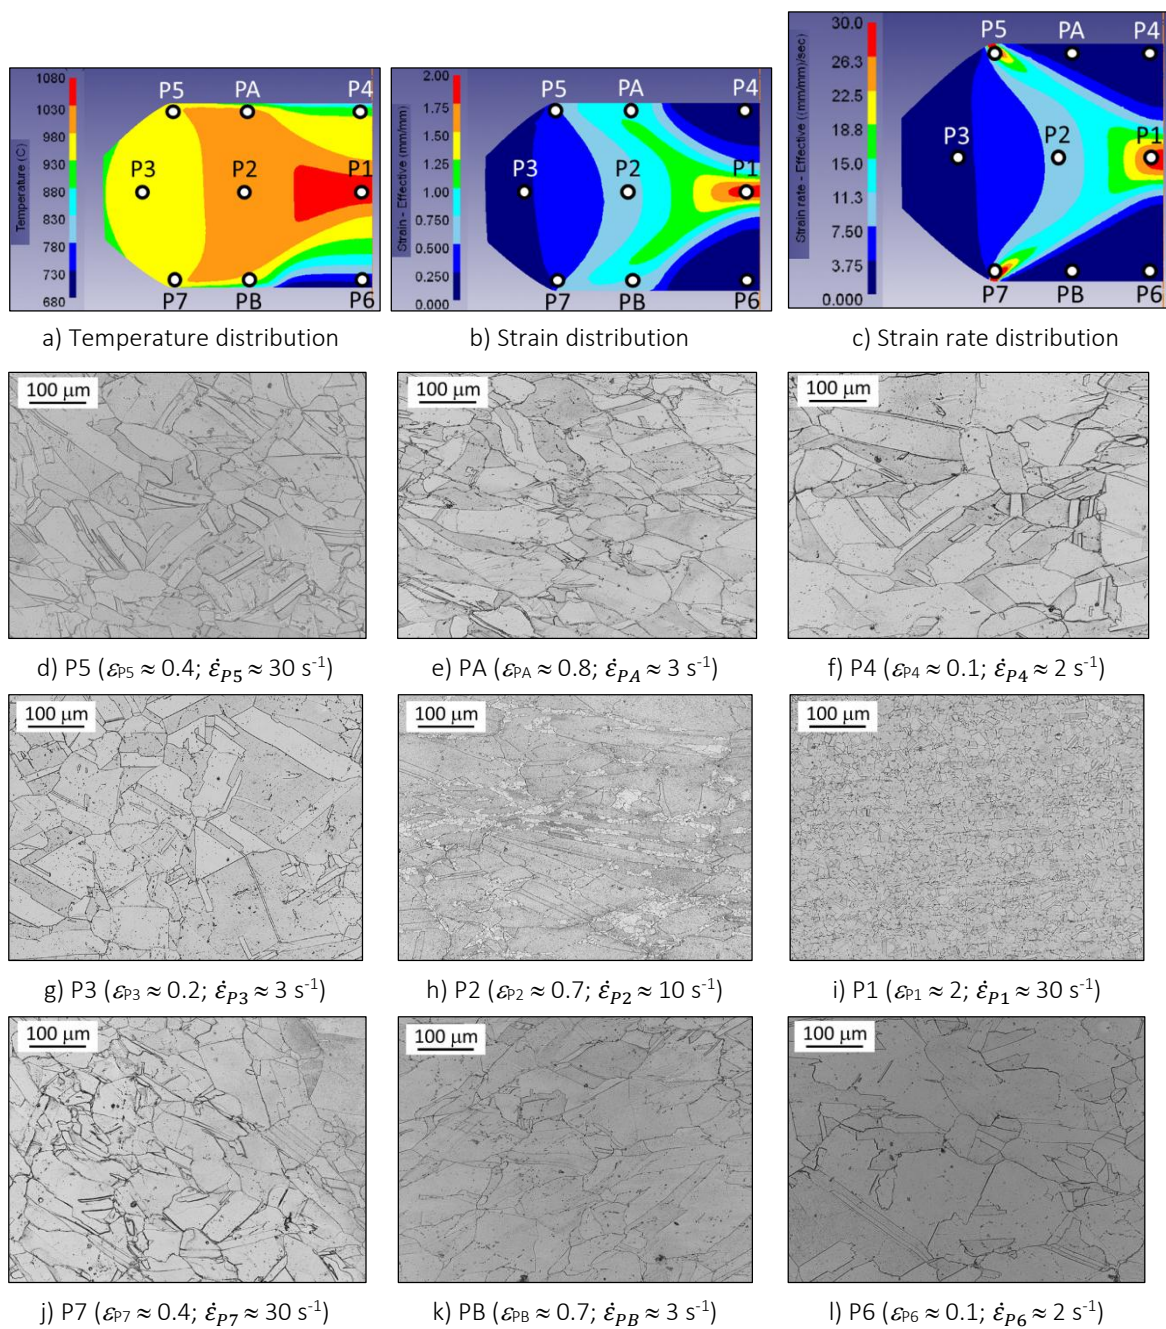 1080
1030
980
930
880
830
780
730
680
Temperature (C)
P5 PA P4
P3 P2 P1
P7 PB P6
2.00
1.75
1.50
1.25
1.00
0.750
0.500
0.250
0.000
Strain - Effective (mm/mm)
P5 PA P4
P3 P2 P1
P7 PB P6
30.0
26.3
22.5
18.8
15.0
11.3
7.50
3.75
0.000
Strain rate - Effective ((mm/mm)/sec)
P5 PA P4
P3 P2 P1
P7 PB P6
a) Temperature distribution
b) Strain distribution
c) Strain rate distribution
100 μm
100 μm
100 μm
d) P5 (εP5 ≈ 0.4; ε̇P5 ≈ 30 s⁻¹)
e) PA (εPA ≈ 0.8; ε̇PA ≈ 3 s⁻¹)
f) P4 (εP4 ≈ 0.1; ε̇P4 ≈ 2 s⁻¹)
100 μm
100 μm
100 μm
g) P3 (εP3 ≈ 0.2; ε̇P3 ≈ 3 s⁻¹)
h) P2 (εP2 ≈ 0.7; ε̇P2 ≈ 10 s⁻¹)
i) P1 (εP1 ≈ 2; ε̇P1 ≈ 30 s⁻¹)
100 μm
100 μm
100 μm
j) P7 (εP7 ≈ 0.4; ε̇P7 ≈ 30 s⁻¹)
k) PB (εPB ≈ 0.7; ε̇PB ≈ 3 s⁻¹)
l) P6 (εP6 ≈ 0.1; ε̇P6 ≈ 2 s⁻¹)